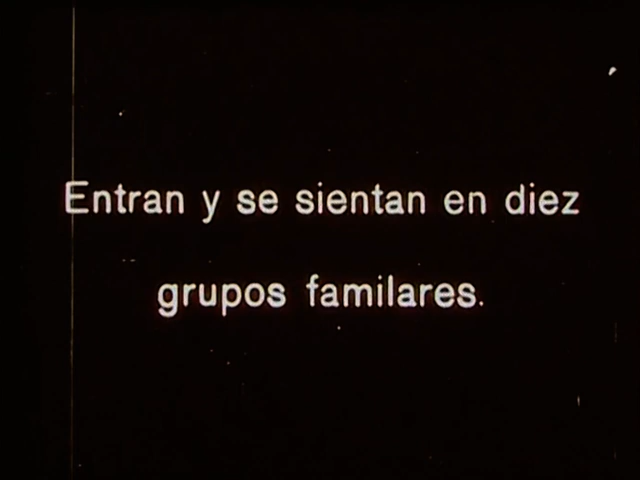 Entran y se sientan en diez
grupos familares.